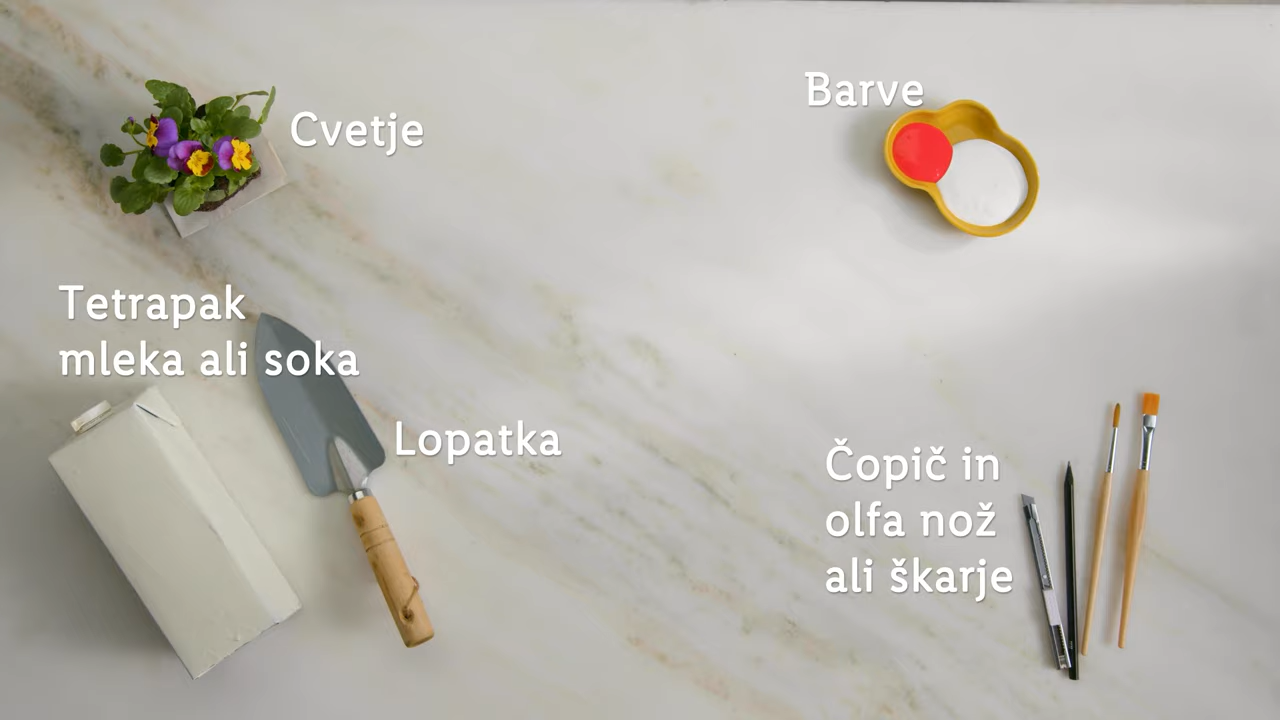 Cvetje
Barve
Tetrapak
mleka ali soka
Lopatka
Čopič in
olfa nož
ali škarje